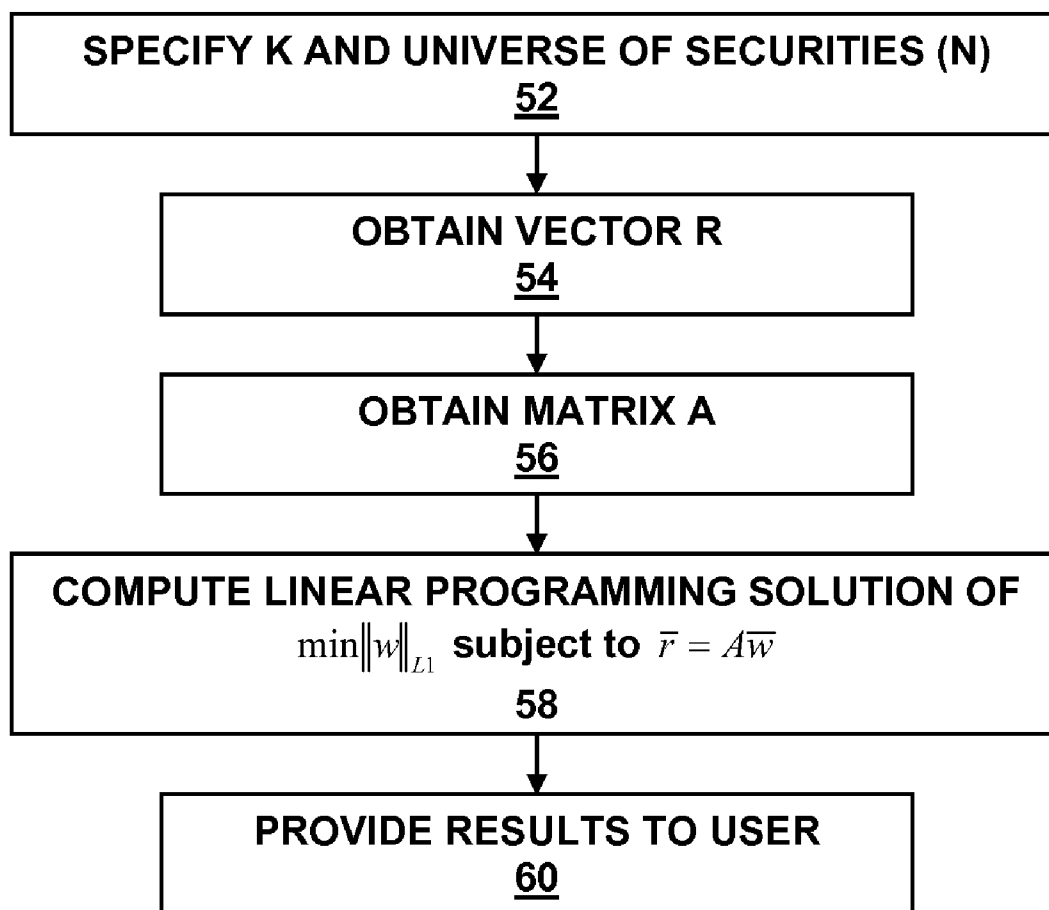 SPECIFY K AND UNIVERSE OF SECURITIES (N)
52
OBTAIN VECTOR R
54
OBTAIN MATRIX A
56
COMPUTE LINEAR PROGRAMMING SOLUTION OF
min‖w‖_{L1} subject to r̅ = Aw̅
58
PROVIDE RESULTS TO USER
60